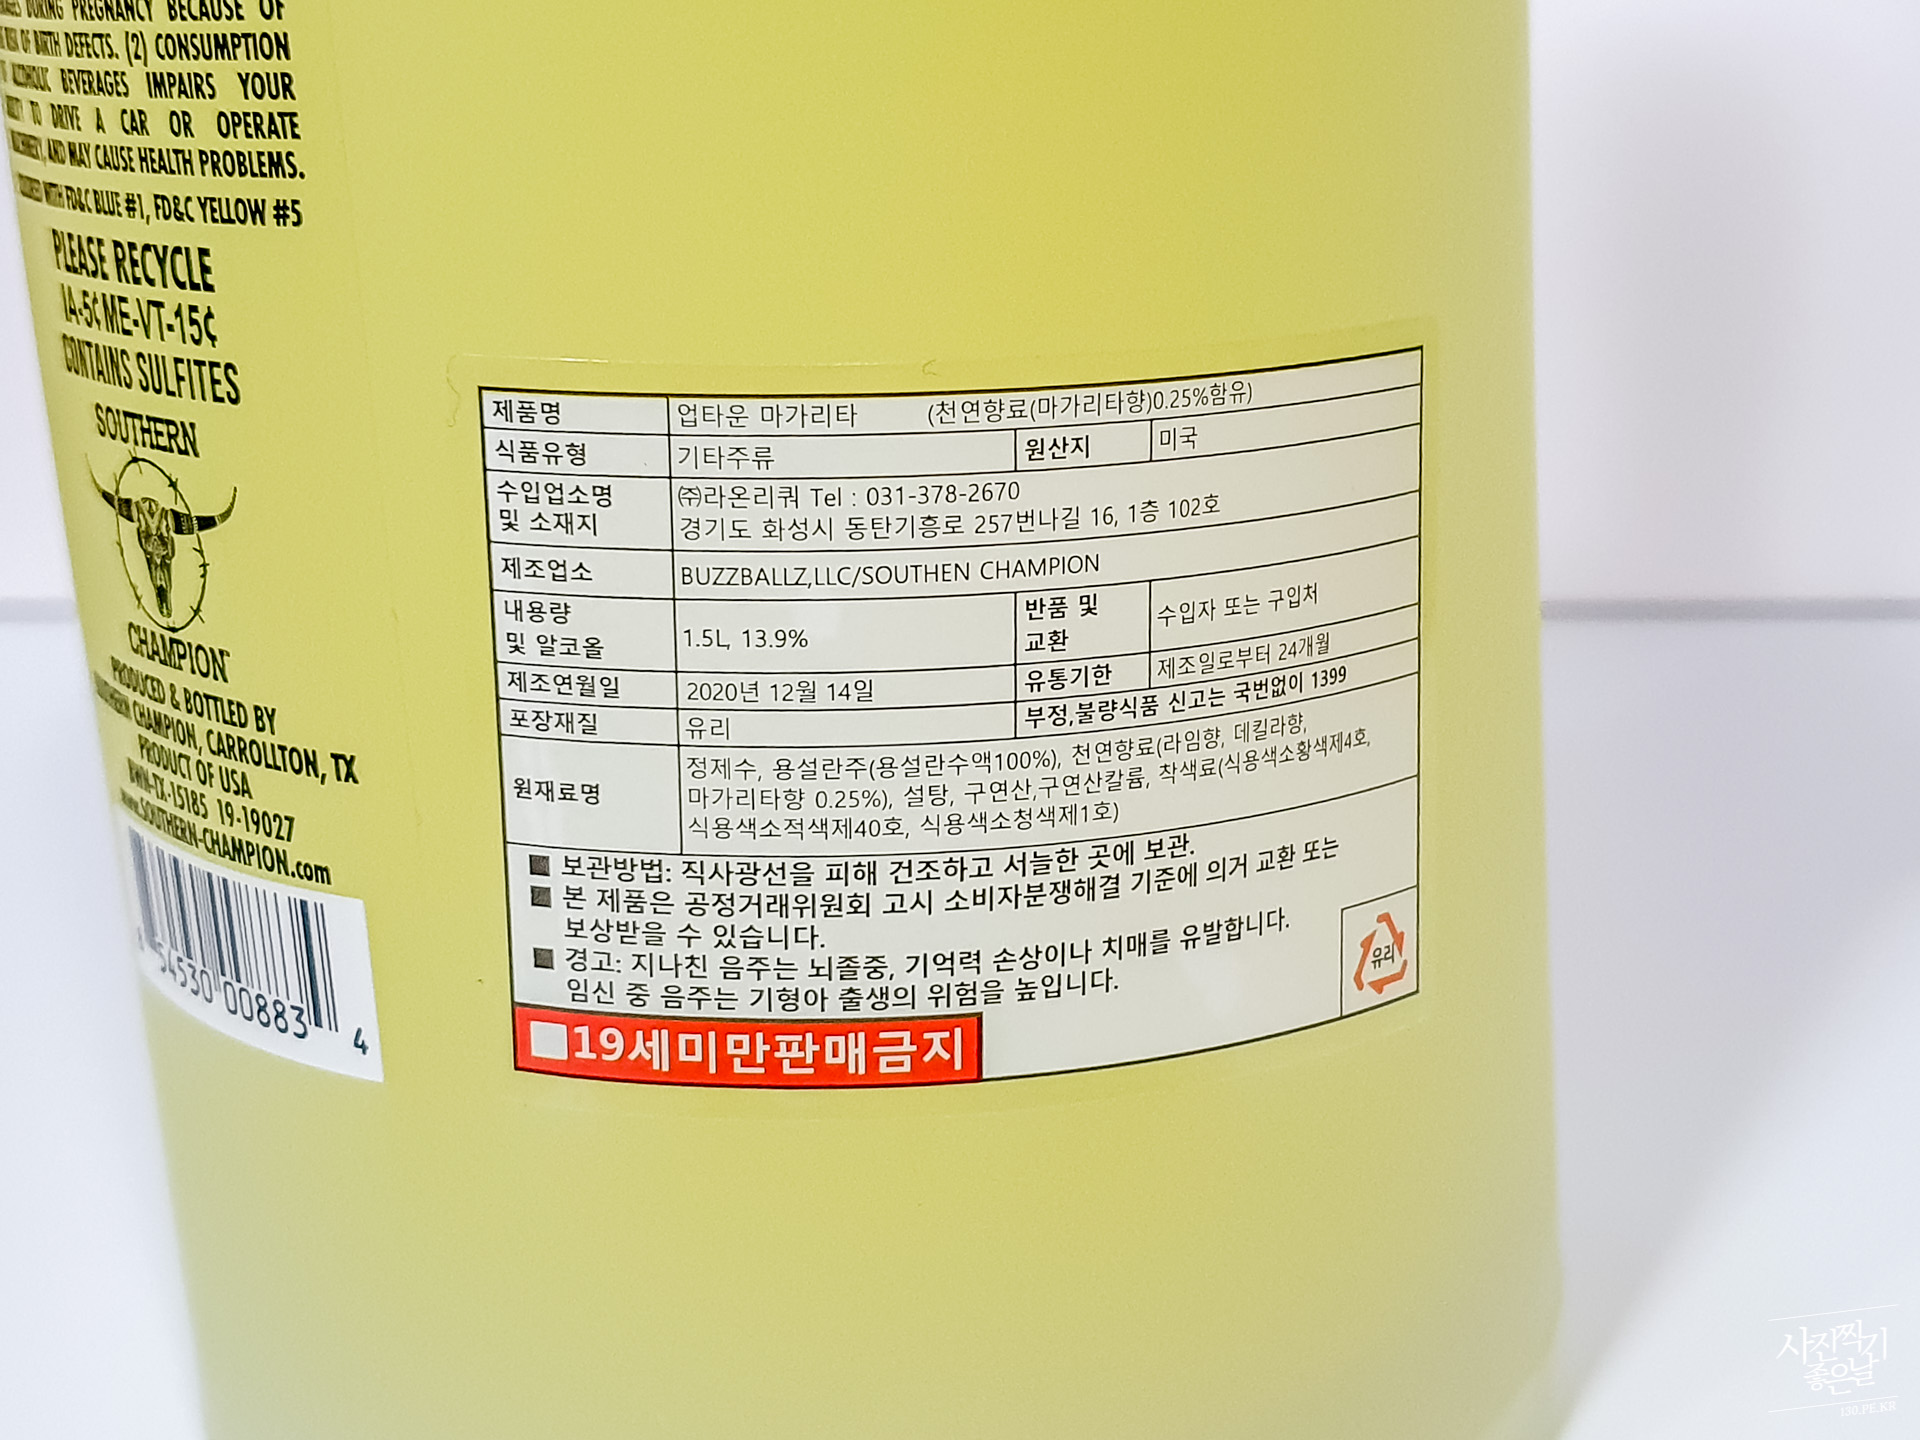 DURING PREGNANCY BECAUSE OF
OF BIRTH DEFECTS. (2) CONSUMPTION
ALCOHOLIC BEVERAGES IMPAIRS YOUR
TO DRIVE A CAR OR OPERATE
AND MAY CAUSE HEALTH PROBLEMS.
WITH FD&C BLUE #1, FD&C YELLOW #5
PLEASE RECYCLE
IA-5¢ ME-VT-15¢
CONTAINS SULFITES
SOUTHERN
CHAMPION
PRODUCED & BOTTLED BY
SOUTHERN CHAMPION, CARROLLTON, TX
PRODUCT OF USA
BWN-TX-15185 19-19027
www.SOUTHERN-CHAMPION.com
8 54530 00883 4
제품명 업타운 마가리타 (천연향료(마가리타향)0.25%함유)
식품유형 기타주류 원산지 미국
수입업소명 및 소재지 ㈜라온리쿼 Tel : 031-378-2670
경기도 화성시 동탄기흥로 257번나길 16, 1층 102호
제조업소 BUZZBALLZ,LLC/SOUTHEN CHAMPION
내용량 및 알코올 1.5L, 13.9% 반품 및 교환 수입자 또는 구입처
제조연월일 2020년 12월 14일 유통기한 제조일로부터 24개월
포장재질 유리 부정,불량식품 신고는 국번없이 1399
원재료명 정제수, 용설란주(용설란수액100%), 천연향료(라임향, 데킬라향,
마가리타향 0.25%), 설탕, 구연산,구연산칼륨, 착색료(식용색소황색제4호,
식용색소적색제40호, 식용색소청색제1호)
■ 보관방법: 직사광선을 피해 건조하고 서늘한 곳에 보관.
■ 본 제품은 공정거래위원회 고시 소비자분쟁해결 기준에 의거 교환 또는
보상받을 수 있습니다.
■ 경고: 지나친 음주는 뇌졸중, 기억력 손상이나 치매를 유발합니다.
임신 중 음주는 기형아 출생의 위험을 높입니다.
유리
■19세미만판매금지
사진찍기
좋은날
130.PE.KR